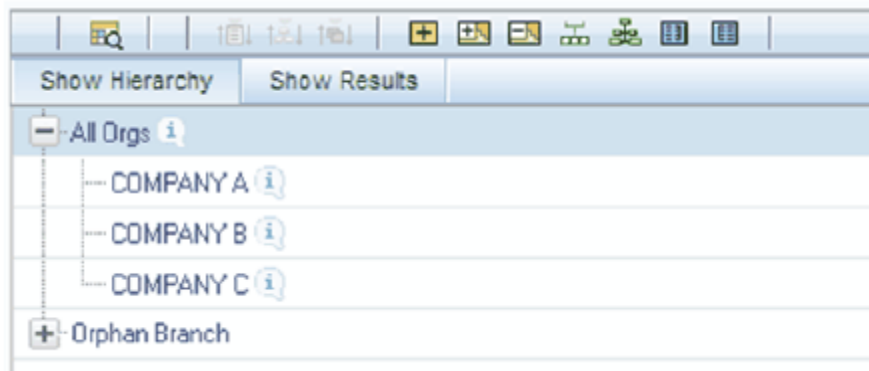 Show Hierarchy Show Results
All Orgs
COMPANY A
COMPANY B
COMPANY C
Orphan Branch